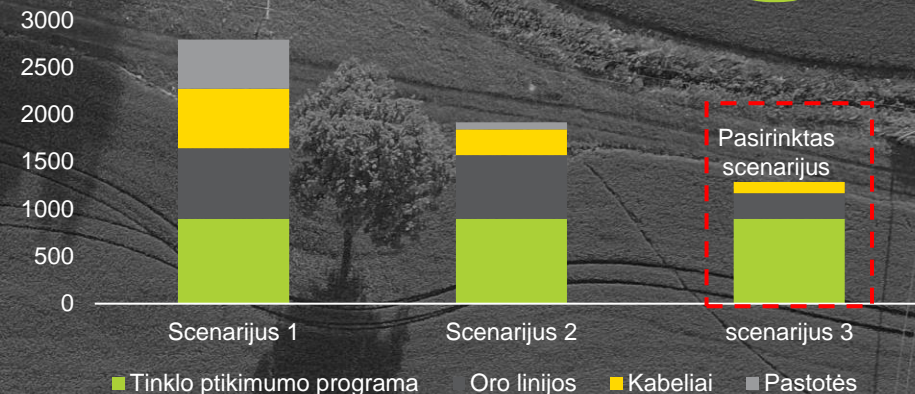 3000
2500
2000
1500
1000
500
0
Pasirinktas
scenarijus
Scenarijus 1
Scenarijus 2
scenarijus 3
Tinklo ptikimumo programa
Oro linijos
Kabeliai
Pastotės